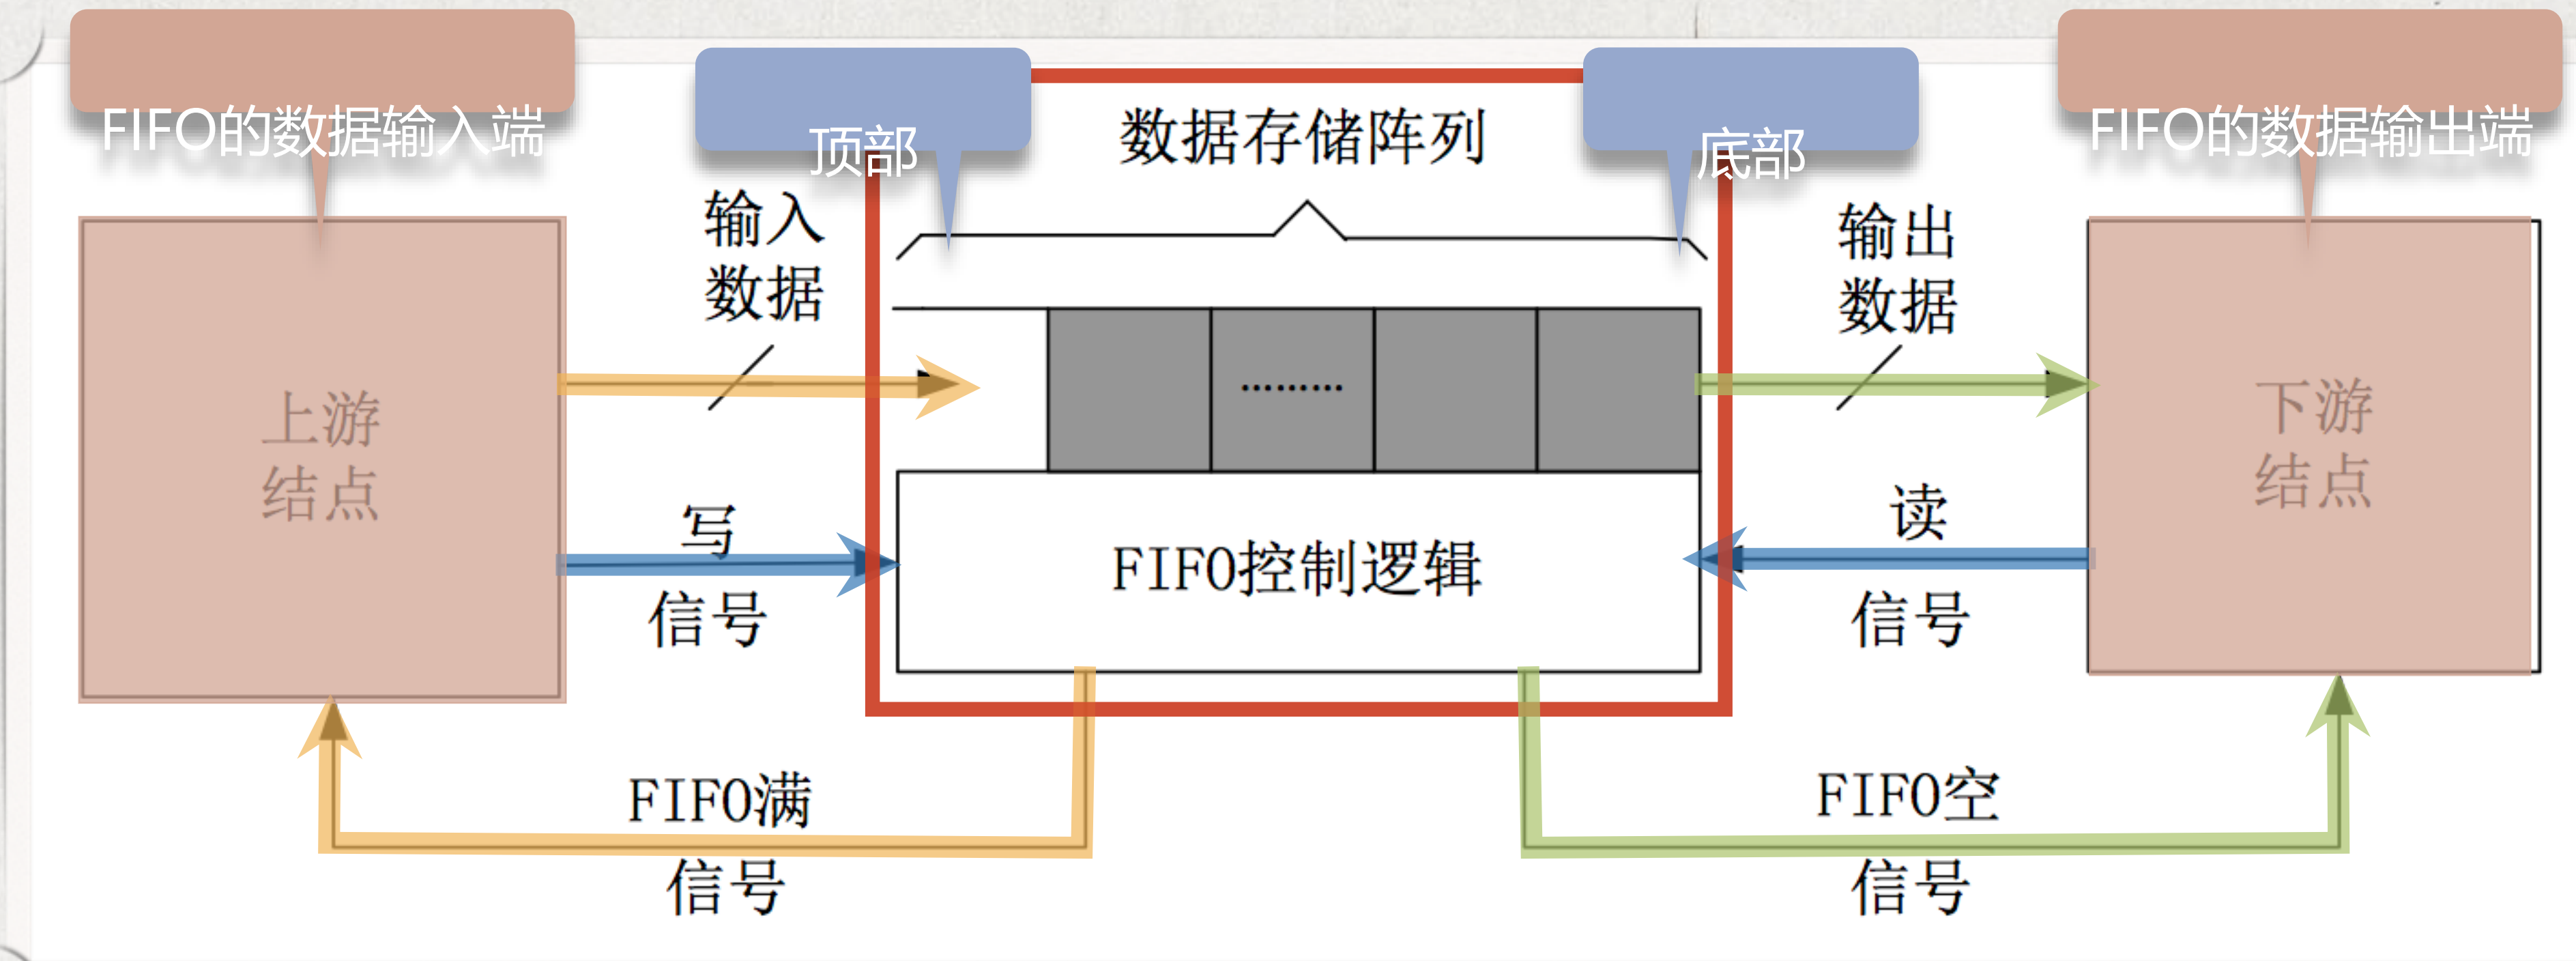 FIFO的数据输入端
顶部
数据存储阵列
底部
FIFO的数据输出端
输入
数据
输出
数据
上游
结点
………
下游
结点
写
信号
FIFO控制逻辑
读
信号
FIFO满
信号
FIFO空
信号